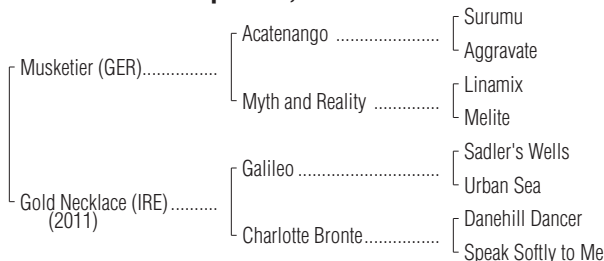 Surumu
Acatenango ..................
Aggravate
Musketier (GER)...............
Linamix
Myth and Reality .............
Melite
Sadler's Wells
Galileo .........................
Urban Sea
Gold Necklace (IRE)..........
(2011)
Danehill Dancer
Charlotte Bronte...............
Speak Softly to Me